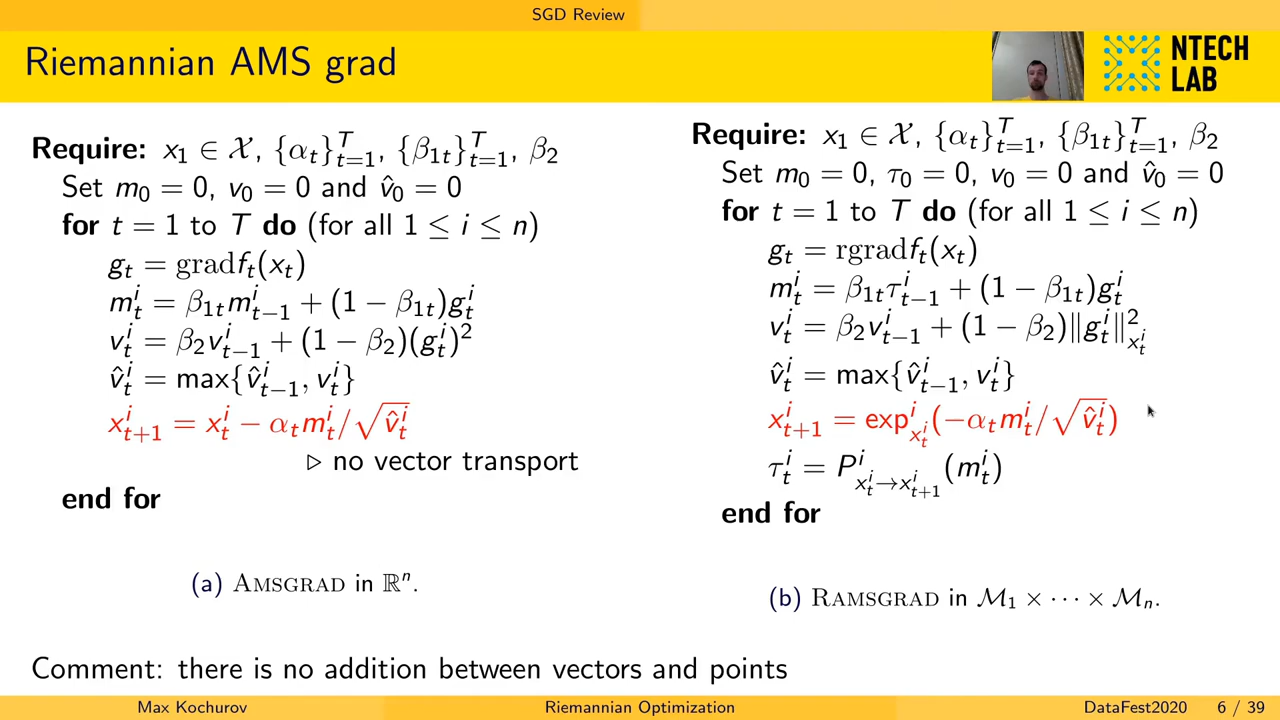 SGD Review
Riemannian AMS grad
NTECH
LAB
Require: x₁ ∈ 𝒳, {α_t}_{t=1}^T, {β_{1t}}_{t=1}^T, β₂
Set m₀ = 0, v₀ = 0 and v̂₀ = 0
for t = 1 to T do (for all 1 ≤ i ≤ n)
g_t = gradf_t(x_t)
m_t^i = β_{1t}m_{t−1}^i + (1 − β_{1t})g_t^i
v_t^i = β₂v_{t−1}^i + (1 − β₂)(g_t^i)²
v̂_t^i = max{v̂_{t−1}^i, v_t^i}
x_{t+1}^i = x_t^i − α_t m_t^i/√v̂_t^i
▷ no vector transport
end for
(a) Amsgrad in ℝⁿ.
Require: x₁ ∈ 𝒳, {α_t}_{t=1}^T, {β_{1t}}_{t=1}^T, β₂
Set m₀ = 0, τ₀ = 0, v₀ = 0 and v̂₀ = 0
for t = 1 to T do (for all 1 ≤ i ≤ n)
g_t = rgradf_t(x_t)
m_t^i = β_{1t}τ_{t−1}^i + (1 − β_{1t})g_t^i
v_t^i = β₂v_{t−1}^i + (1 − β₂)‖g_t^i‖²_{x_t^i}
v̂_t^i = max{v̂_{t−1}^i, v_t^i}
x_{t+1}^i = exp^i_{x_t^i}(−α_t m_t^i/√v̂_t^i)
τ_t^i = P^i_{x_t^i→x_{t+1}^i}(m_t^i)
end for
(b) Ramsgrad in ℳ₁ × ⋯ × ℳₙ.
Comment: there is no addition between vectors and points
Max Kochurov Riemannian Optimization DataFest2020 6 / 39